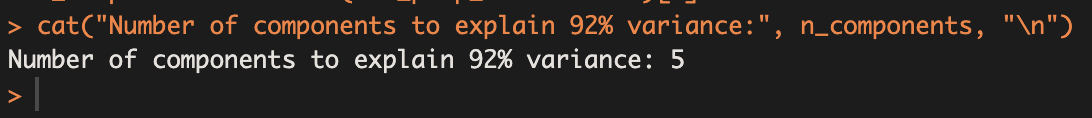 > cat("Number of components to explain 92% variance:", n_components, "\n")
Number of components to explain 92% variance: 5
>